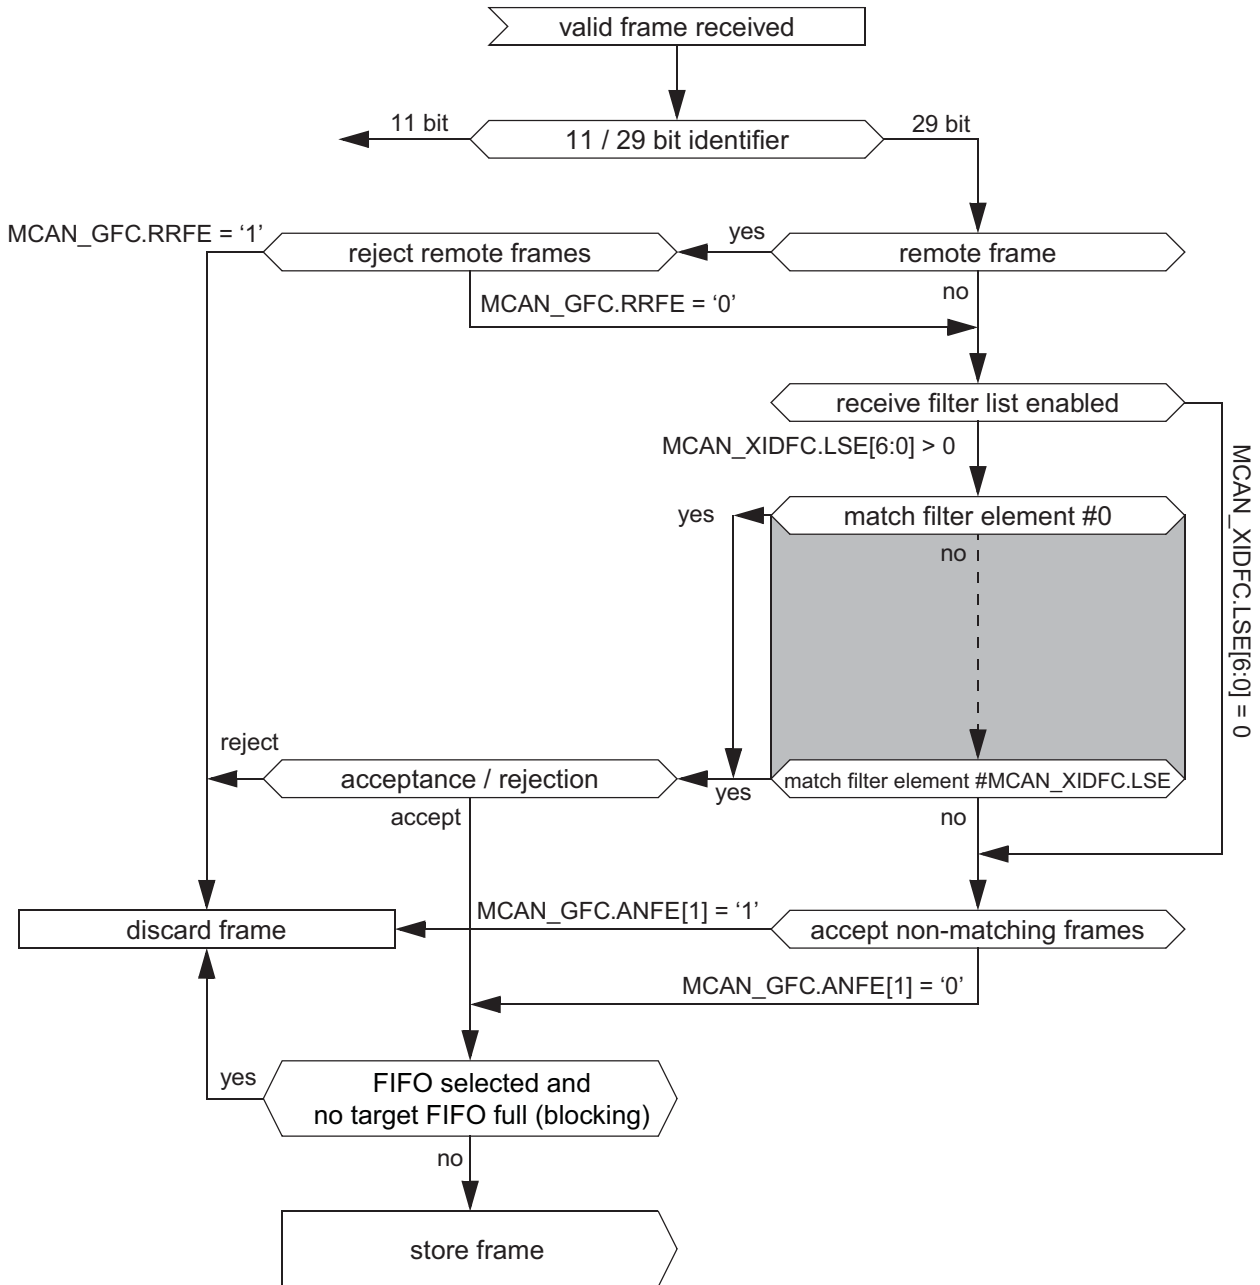 valid frame received
11 bit
11 / 29 bit identifier
29 bit
MCAN_GFC.RRFE = ‘1’
reject remote frames
yes
remote frame
MCAN_GFC.RRFE = ‘0’
no
receive filter list enabled
MCAN_XIDFC.LSE[6:0] > 0
MCAN_XIDFC.LSE[6:0] = 0
yes
match filter element #0
no
reject
acceptance / rejection
yes
match filter element #MCAN_XIDFC.LSE
accept
no
discard frame
MCAN_GFC.ANFE[1] = ‘1’
accept non-matching frames
MCAN_GFC.ANFE[1] = ‘0’
yes
FIFO selected and
no target FIFO full (blocking)
no
store frame